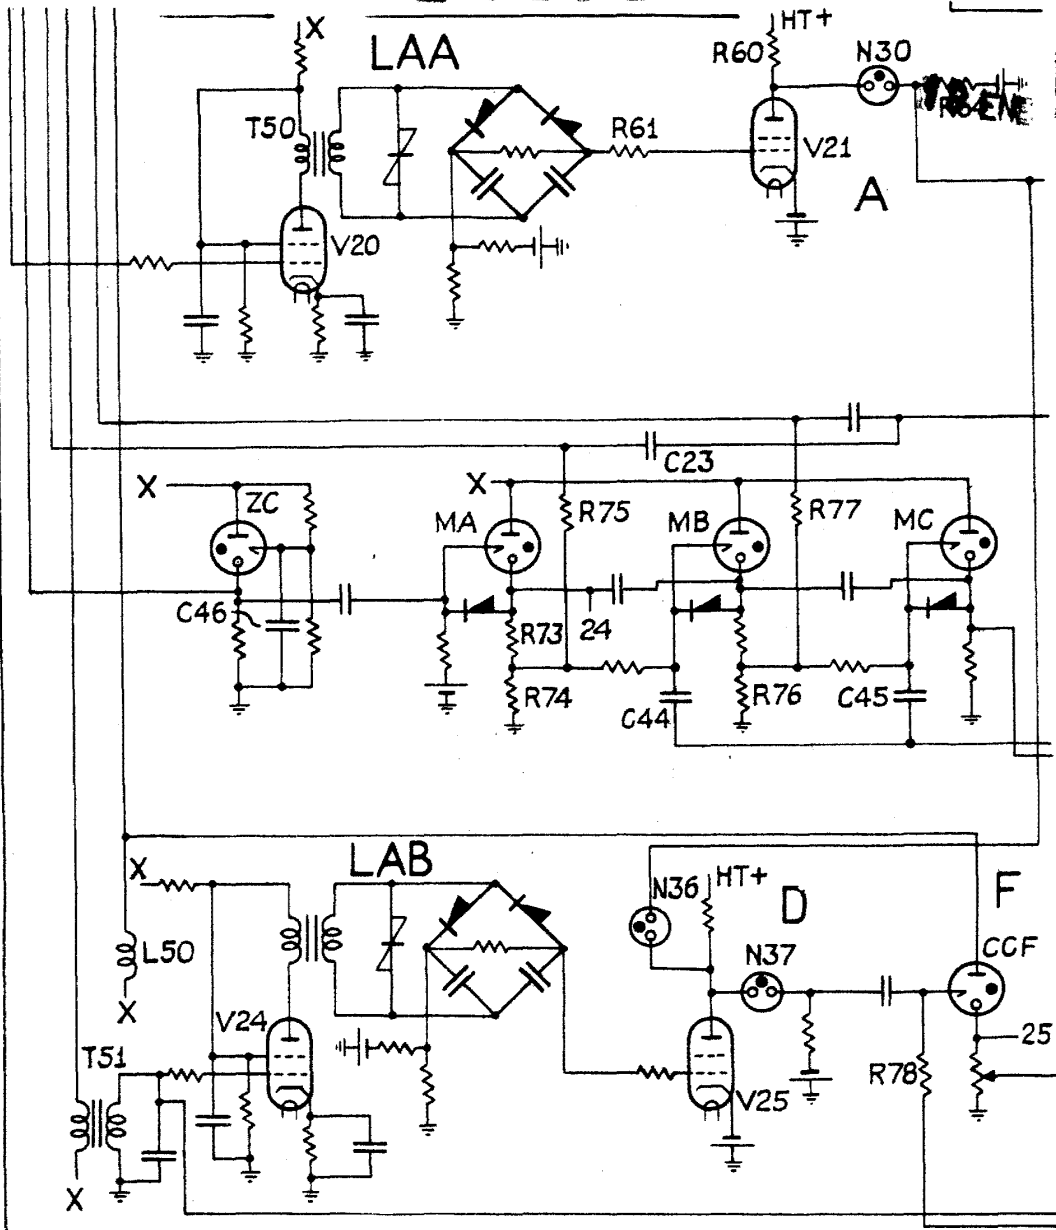 X
LAA
HT+
R60
N30
T50
R61
V21
A
V20
C23
X
ZC
X
MA
R75
MB
R77
MC
C46
R73
24
R74
C44
R76
C45
X
LAB
N36
HT+
D
F
L50
N37
CCF
X
V24
25
T51
R78
V25
X